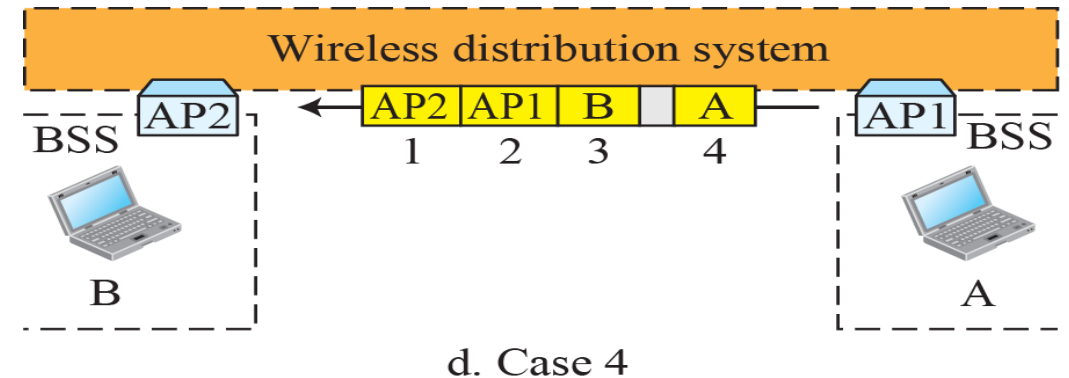 Wireless distribution system
AP2 AP2 AP1 B A AP1
BSS 1 2 3 4 BSS
B A
d. Case 4